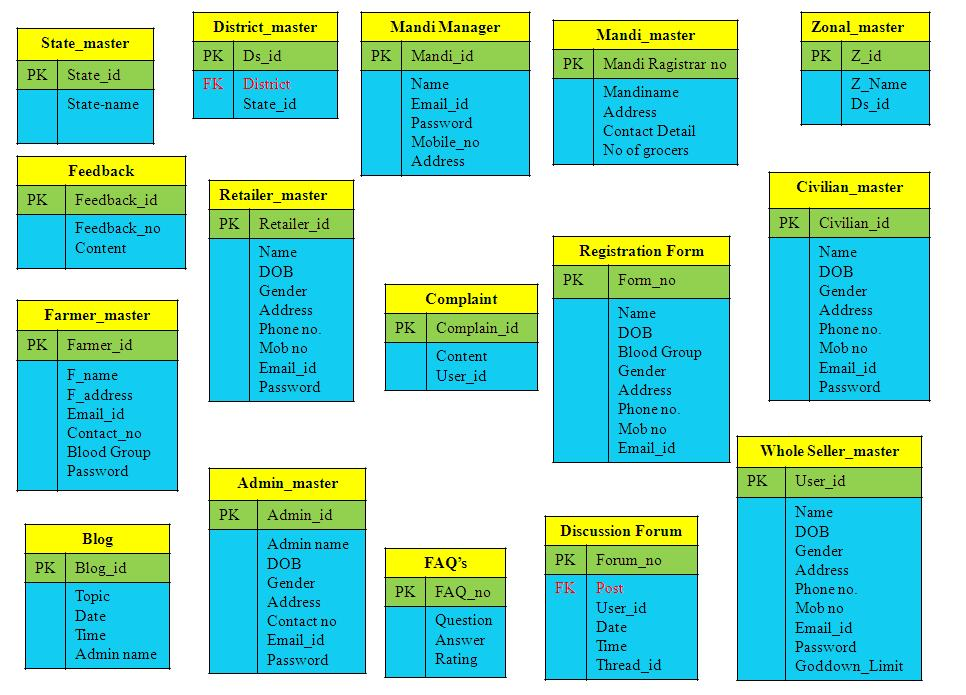 State_master
PK State_id
State-name
District_master
PK Ds_id
FK District
State_id
Mandi Manager
PK Mandi_id
Name
Email_id
Password
Mobile_no
Address
Mandi_master
PK Mandi Ragistrar no
Mandiname
Address
Contact Detail
No of grocers
Zonal_master
PK Z_id
Z_Name
Ds_id
Feedback
PK Feedback_id
Feedback_no
Content
Retailer_master
PK Retailer_id
Name
DOB
Gender
Address
Phone no.
Mob no
Email_id
Password
Complaint
PK Complain_id
Content
User_id
Registration Form
PK Form_no
Name
DOB
Blood Group
Gender
Address
Phone no.
Mob no
Email_id
Civilian_master
PK Civilian_id
Name
DOB
Gender
Address
Phone no.
Mob no
Email_id
Password
Farmer_master
PK Farmer_id
F_name
F_address
Email_id
Contact_no
Blood Group
Password
Admin_master
PK Admin_id
Admin name
DOB
Gender
Address
Contact no
Email_id
Password
Whole Seller_master
PK User_id
Name
DOB
Gender
Address
Phone no.
Mob no
Email_id
Password
Goddown_Limit
Blog
PK Blog_id
Topic
Date
Time
Admin name
FAQ’s
PK FAQ_no
Question
Answer
Rating
Discussion Forum
PK Forum_no
FK Post
User_id
Date
Time
Thread_id